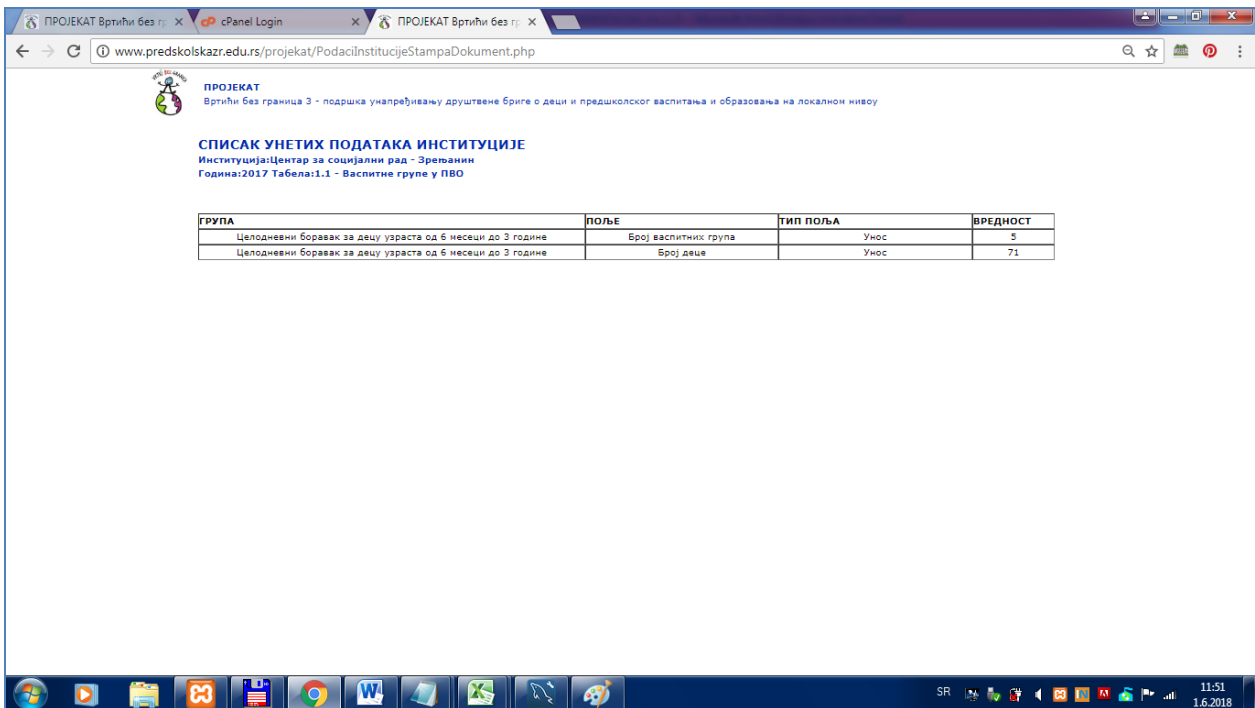 ПРОЈЕКАТ Вртићи без гр
cPanel Login
ПРОЈЕКАТ Вртићи без гр
www.predskolskazr.edu.rs/projekat/PodaciInstitucijeStampaDokument.php
ПРОЈЕКАТ
Вртићи без граница 3 - подршка унапређивању друштвене бриге о деци и предшколског васпитања и образовања на локалном нивоу
СПИСАК УНЕТИХ ПОДАТАКА ИНСТИТУЦИЈЕ
Институција:Центар за социјални рад - Зрењанин
Година:2017 Табела:1.1 - Васпитне групе у ПВО
ГРУПА ПОЉЕ ТИП ПОЉА ВРЕДНОСТ
Целодневни боравак за децу узраста од 6 месеци до 3 године Број васпитних група Унос 5
Целодневни боравак за децу узраста од 6 месеци до 3 године Број деце Унос 71
SR 11:51
1.6.2018